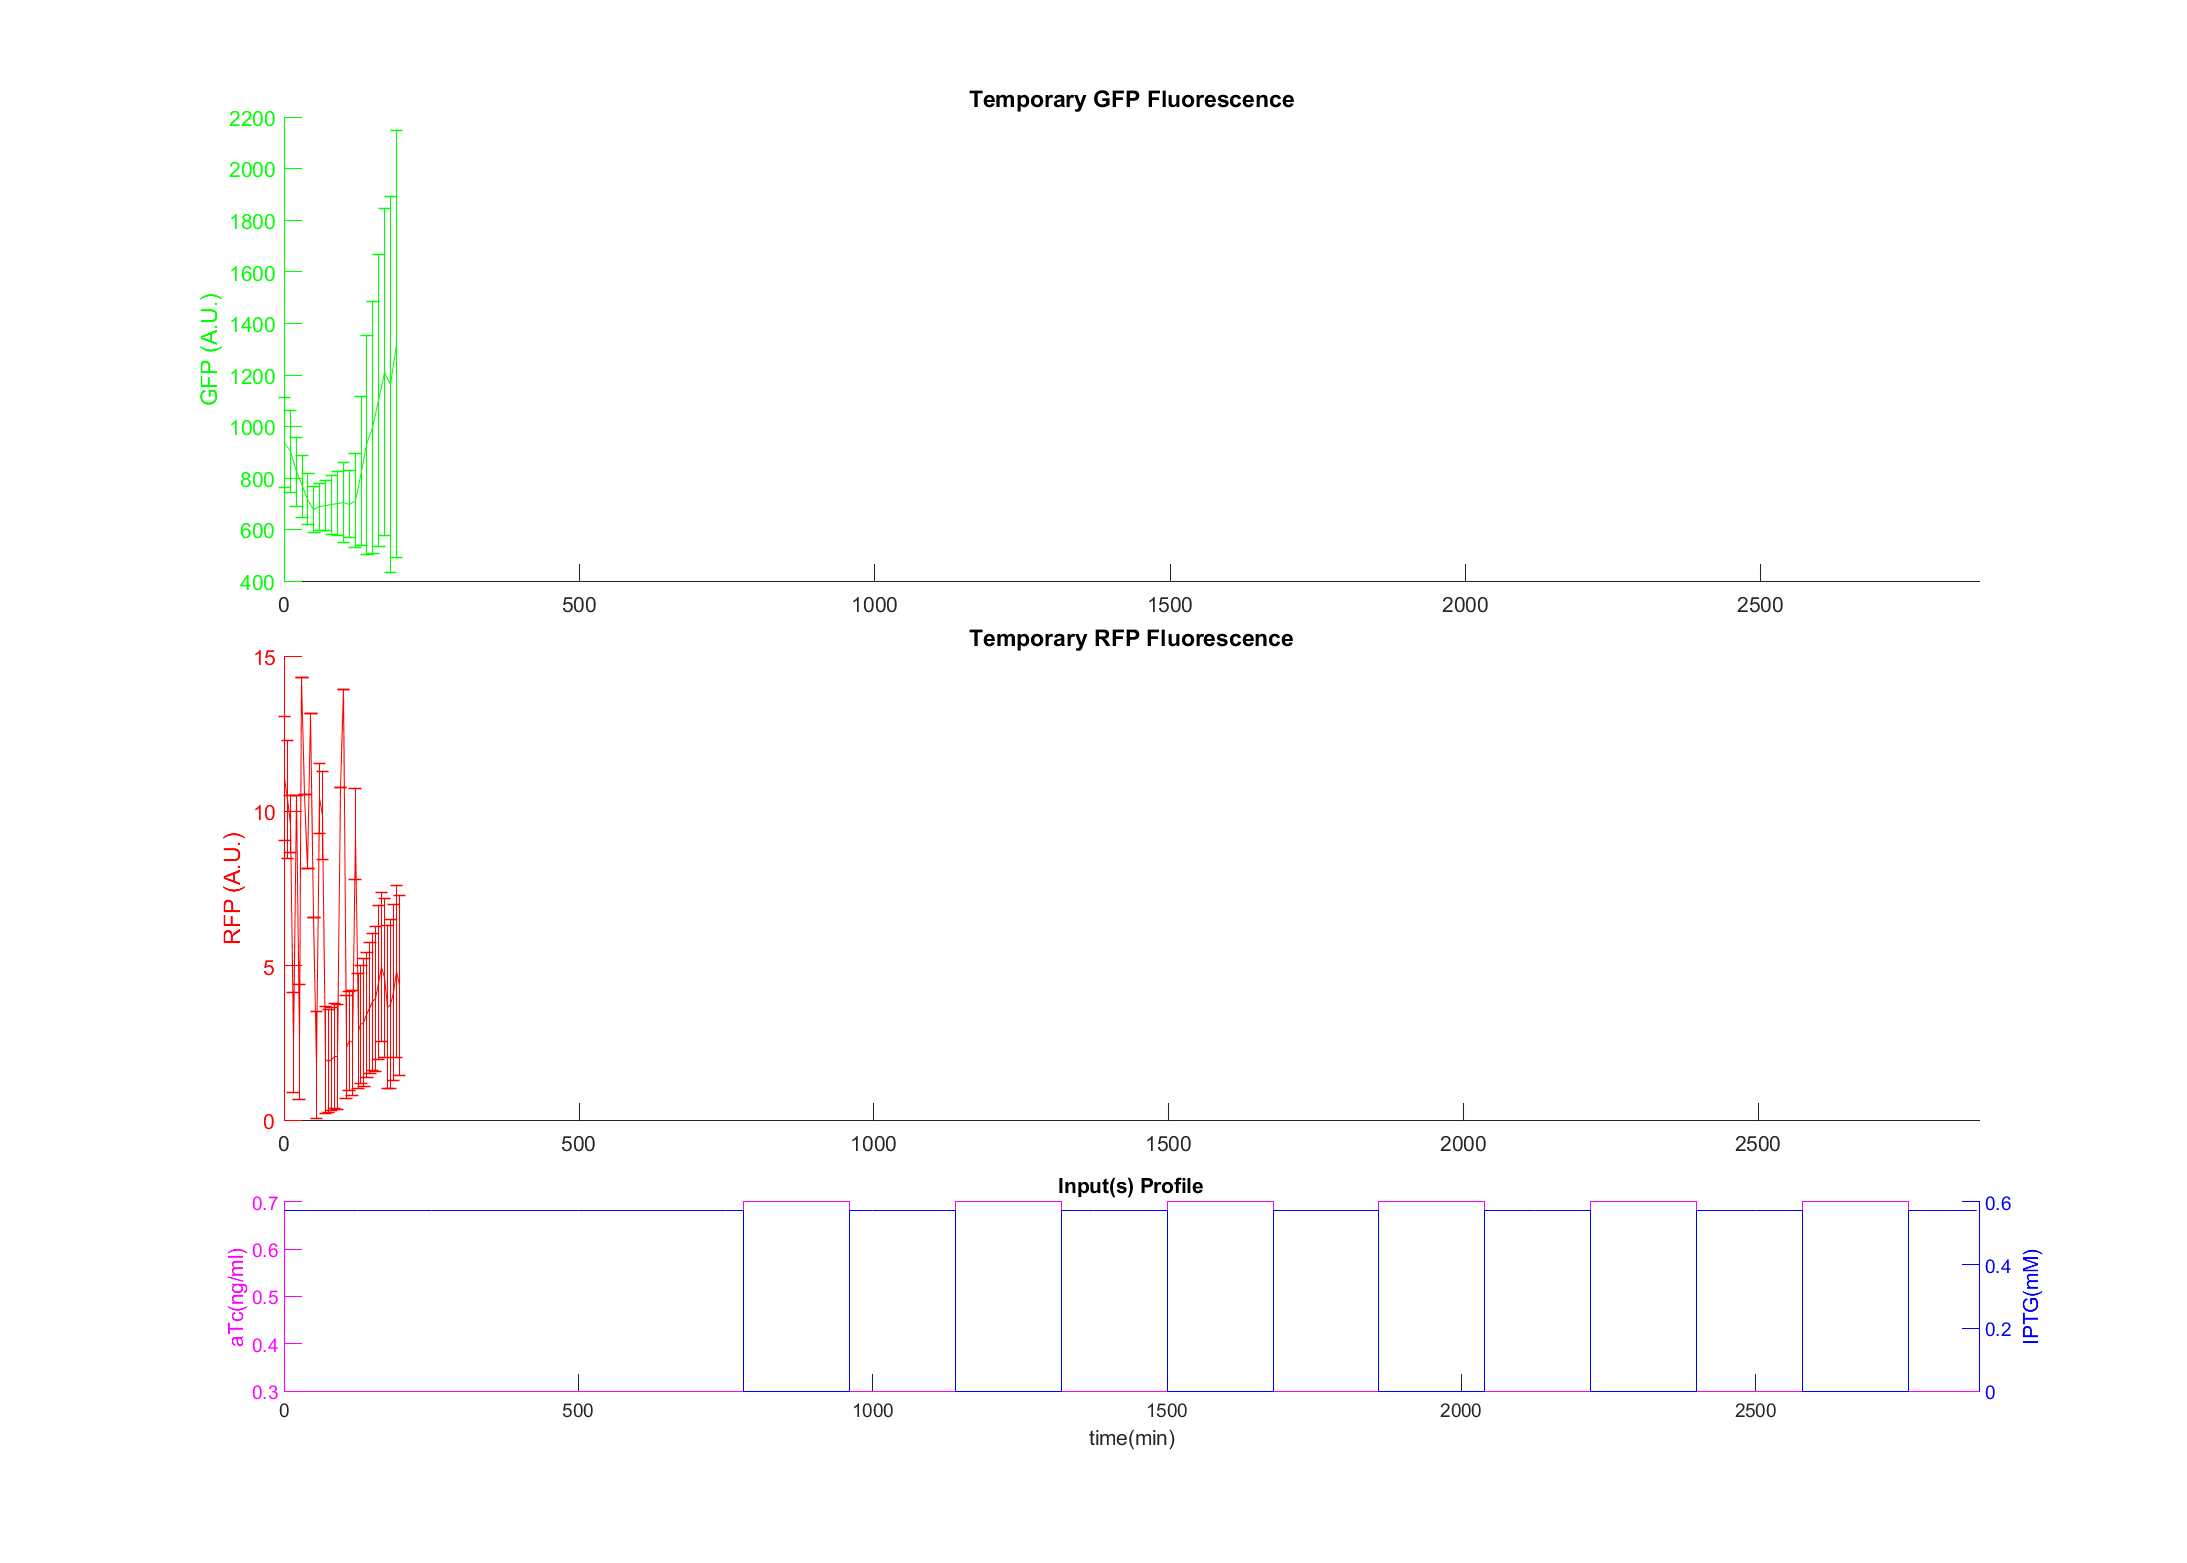 Temporary GFP Fluorescence
2200
2000
1800
1600
1400
1200
1000
800
600
400
GFP (A.U.)
0 500 1000 1500 2000 2500
Temporary RFP Fluorescence
15
10
5
0
RFP (A.U.)
0 500 1000 1500 2000 2500
Input(s) Profile
0.7
0.6
0.5
0.4
0.3
aTc(ng/ml)
0.6
0.4
0.2
0
IPTG(mM)
0 500 1000 1500 2000 2500
time(min)